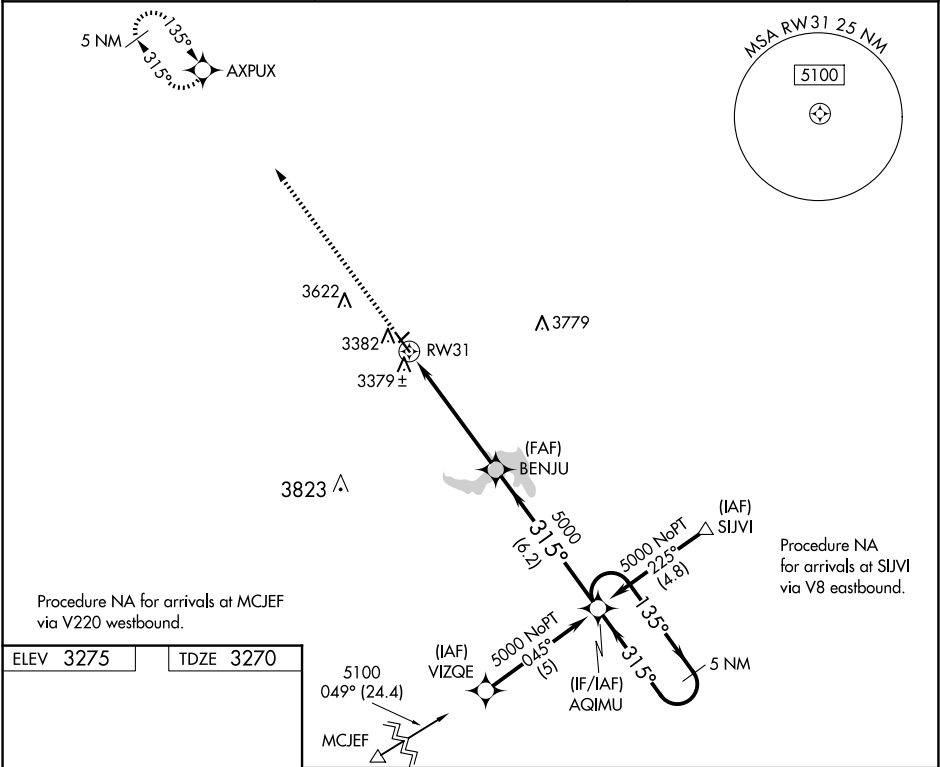 5 NM
135°
315°
AXPUX
MSA RW31 25 NM
5100
3622
3382
RW31
3379 ±
3779
(FAF)
BENJU
3823
5000
315°
(6.2)
(IAF)
SIJVI
5000 NoPT
225°
(4.8)
Procedure NA
for arrivals at SIJVI
via V8 eastbound.
135°
315°
5 NM
Procedure NA for arrivals at MCJEF
via V220 westbound.
5000 NoPT
045°
(5)
(IAF)
VIZQE
(IF/IAF)
AQIMU
ELEV 3275
TDZE 3270
5100
049° (24.4)
MCJEF